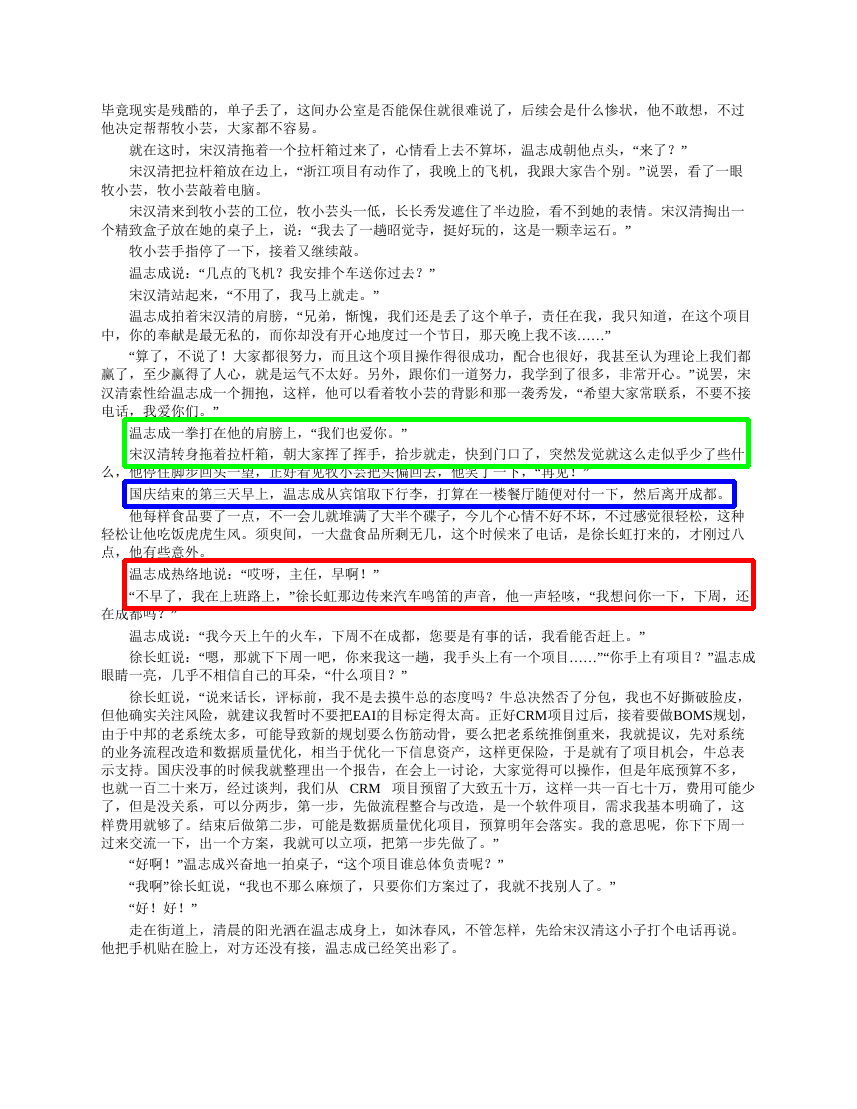 毕竟现实是残酷的，单子丢了，这间办公室是否能保住就很难说了，后续会是什么惨状，他不敢想，不过
他决定帮帮牧小芸，大家都不容易。
就在这时，宋汉清拖着一个拉杆箱过来了，心情看上去不算坏，温志成朝他点头，“来了？”
宋汉清把拉杆箱放在边上，“浙江项目有动作了，我晚上的飞机，我跟大家告个别。”说罢，看了一眼
牧小芸，牧小芸敲着电脑。
宋汉清来到牧小芸的工位，牧小芸头一低，长长秀发遮住了半边脸，看不到她的表情。宋汉清掏出一
个精致盒子放在她的桌子上，说：“我去了一趟昭觉寺，挺好玩的，这是一颗幸运石。”
牧小芸手指停了一下，接着又继续敲。
温志成说：“几点的飞机？我安排个车送你过去？”
宋汉清站起来，“不用了，我马上就走。”
温志成拍着宋汉清的肩膀，“兄弟，惭愧，我们还是丢了这个单子，责任在我，我只知道，在这个项目
中，你的奉献是最无私的，而你却没有开心地度过一个节日，那天晚上我不该……”
“算了，不说了！大家都很努力，而且这个项目操作得很成功，配合也很好，我甚至认为理论上我们都
赢了，至少赢得了人心，就是运气不太好。另外，跟你们一道努力，我学到了很多，非常开心。”说罢，宋
汉清索性给温志成一个拥抱，这样，他可以看着牧小芸的背影和那一袭秀发，“希望大家常联系，不要不接
电话，我爱你们。”
温志成一拳打在他的肩膀上，“我们也爱你。”
宋汉清转身拖着拉杆箱，朝大家挥了挥手，拾步就走，快到门口了，突然发觉就这么走似乎少了些什
么，他停住脚步回头一望，正好看见牧小芸把头偏回去，他笑了一下，“再见！”
国庆结束的第三天早上，温志成从宾馆取下行李，打算在一楼餐厅随便对付一下，然后离开成都。
他每样食品要了一点，不一会儿就堆满了大半个碟子，今儿个心情不好不坏，不过感觉很轻松，这种
轻松让他吃饭虎虎生风。须臾间，一大盘食品所剩无几，这个时候来了电话，是徐长虹打来的，才刚过八
点，他有些意外。
温志成热络地说：“哎呀，主任，早啊！”
“不早了，我在上班路上，”徐长虹那边传来汽车鸣笛的声音，他一声轻咳，“我想问你一下，下周，还
在成都吗？”
温志成说：“我今天上午的火车，下周不在成都，您要是有事的话，我看能否赶上。”
徐长虹说：“嗯，那就下下周一吧，你来我这一趟，我手头上有一个项目……”“你手上有项目？”温志成
眼睛一亮，几乎不相信自己的耳朵，“什么项目？”
徐长虹，“说来话长，评标前，我不是去摸牛总的态度吗？牛总决然否了分包，我也不好撕破脸皮，
但他确实关注风险，就建议我暂时不要把EAI的目标定得太高。正好CRM项目过后，接着要做BOMS规划，
由于中邦的老系统太多，可能导致新的规划要么伤筋动骨，要么把老系统推倒重来，我就提议，先对系统
的业务流程改造和数据质量优化，相当于优化一下信息资产，这样更保险，于是就有了项目机会，牛总表
示支持。国庆没事的时候我就整理出一个报告，在会上一讨论，大家觉得可以操作，但是年底预算不多，
也就一百二十来万，经过谈判，我们从 CRM 项目预留了大致五十万，这样一共一百七十万，费用可能少
了，但是没关系，可以分两步，第一步，先做流程整合与改造，是一个软件项目，需求我基本明确了，这
样费用就够了。结束后做第二步，可能是数据质量优化项目，预算明年会落实。我的意思呢，你下下周一
过来交流一下，出一个方案，我就可以立项，把第一步先做了。”
“好啊！”温志成兴奋地一拍桌子，“这个项目谁总体负责呢？”
“我啊”徐长虹说，“我也不那么麻烦了，只要你们方案过了，我就不找别人了。”
“好！好！”
走在街道上，清晨的阳光洒在温志成身上，如沐春风，不管怎样，先给宋汉清这小子打个电话再说。
他把手机贴在脸上，对方还没有接，温志成已经笑出彩了。